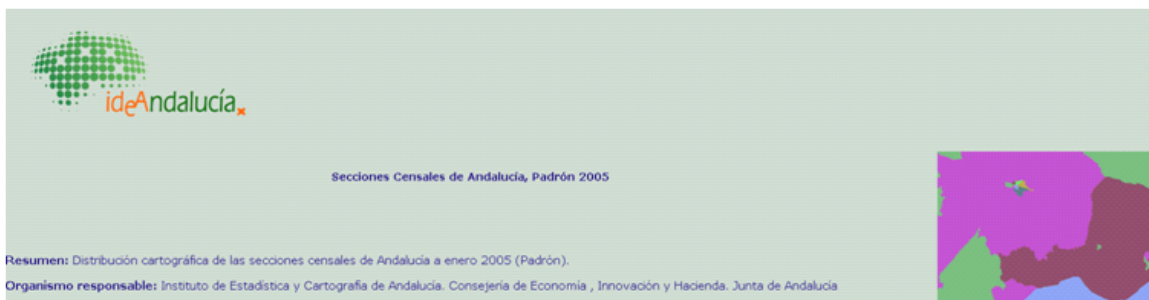 ideAndalucía
Secciones Censales de Andalucía, Padrón 2005
Resumen: Distribución cartográfica de las secciones censales de Andalucía a enero 2005 (Padrón).
Organismo responsable: Instituto de Estadística y Cartografía de Andalucía. Consejería de Economía , Innovación y Hacienda. Junta de Andalucía